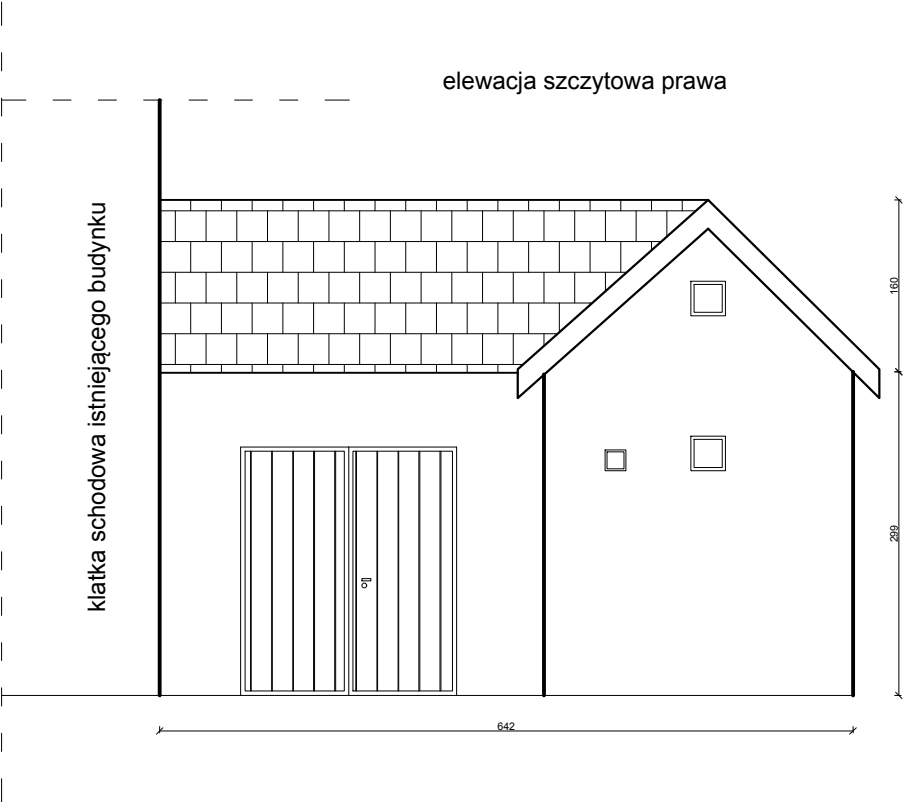 elewacja szczytowa prawa
klatka schodowa istniejącego budynku
160
299
642